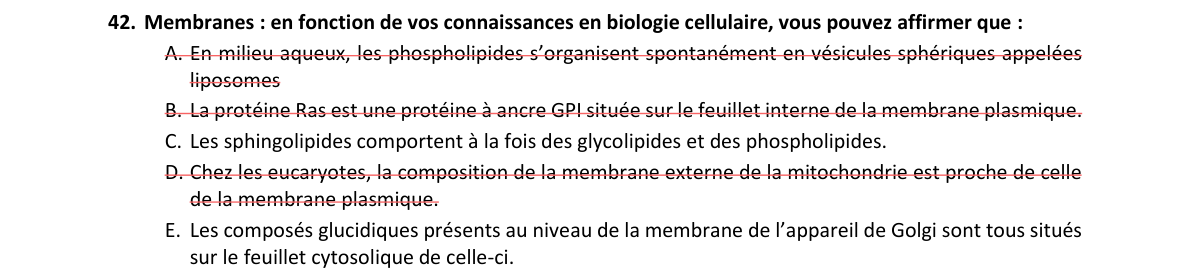 42. Membranes : en fonction de vos connaissances en biologie cellulaire, vous pouvez affirmer que :
A. En milieu aqueux, les phospholipides s’organisent spontanément en vésicules sphériques appelées
liposomes
B. La protéine Ras est une protéine à ancre GPI située sur le feuillet interne de la membrane plasmique.
C. Les sphingolipides comportent à la fois des glycolipides et des phospholipides.
D. Chez les eucaryotes, la composition de la membrane externe de la mitochondrie est proche de celle
de la membrane plasmique.
E. Les composés glucidiques présents au niveau de la membrane de l’appareil de Golgi sont tous situés
sur le feuillet cytosolique de celle-ci.